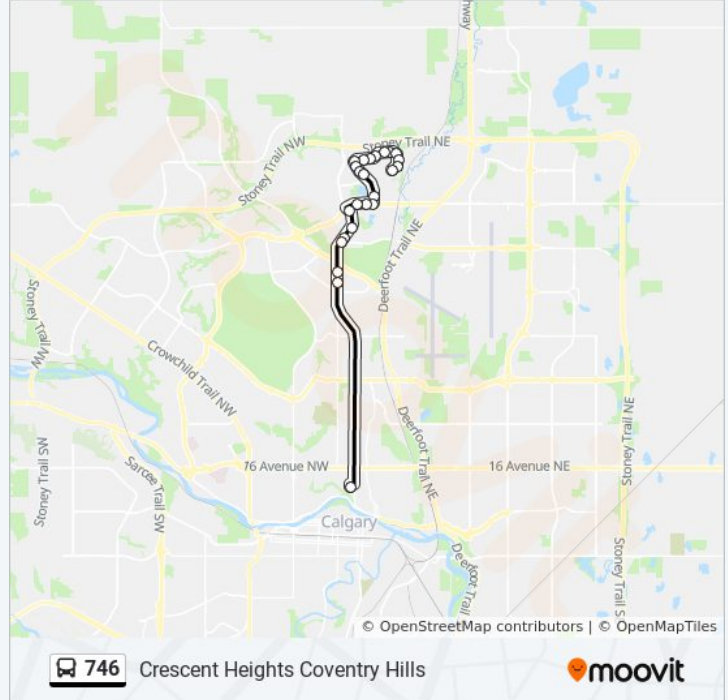 hway
Stoney Trail NW
Stoney Trail NE
Deerfoot Trail NE
Stoney Trail NW
Crowchild Trail NW
Deerfoot Trail NE
Stoney Trail NE
Stoney Trail SW
Sarcee Trail SW
16 Avenue NW
16 Avenue NE
Calgary
Deerfoot Trail
Stoney Trail S
© OpenStreetMap contributors | © OpenMapTiles
746 Crescent Heights Coventry Hills
moovit